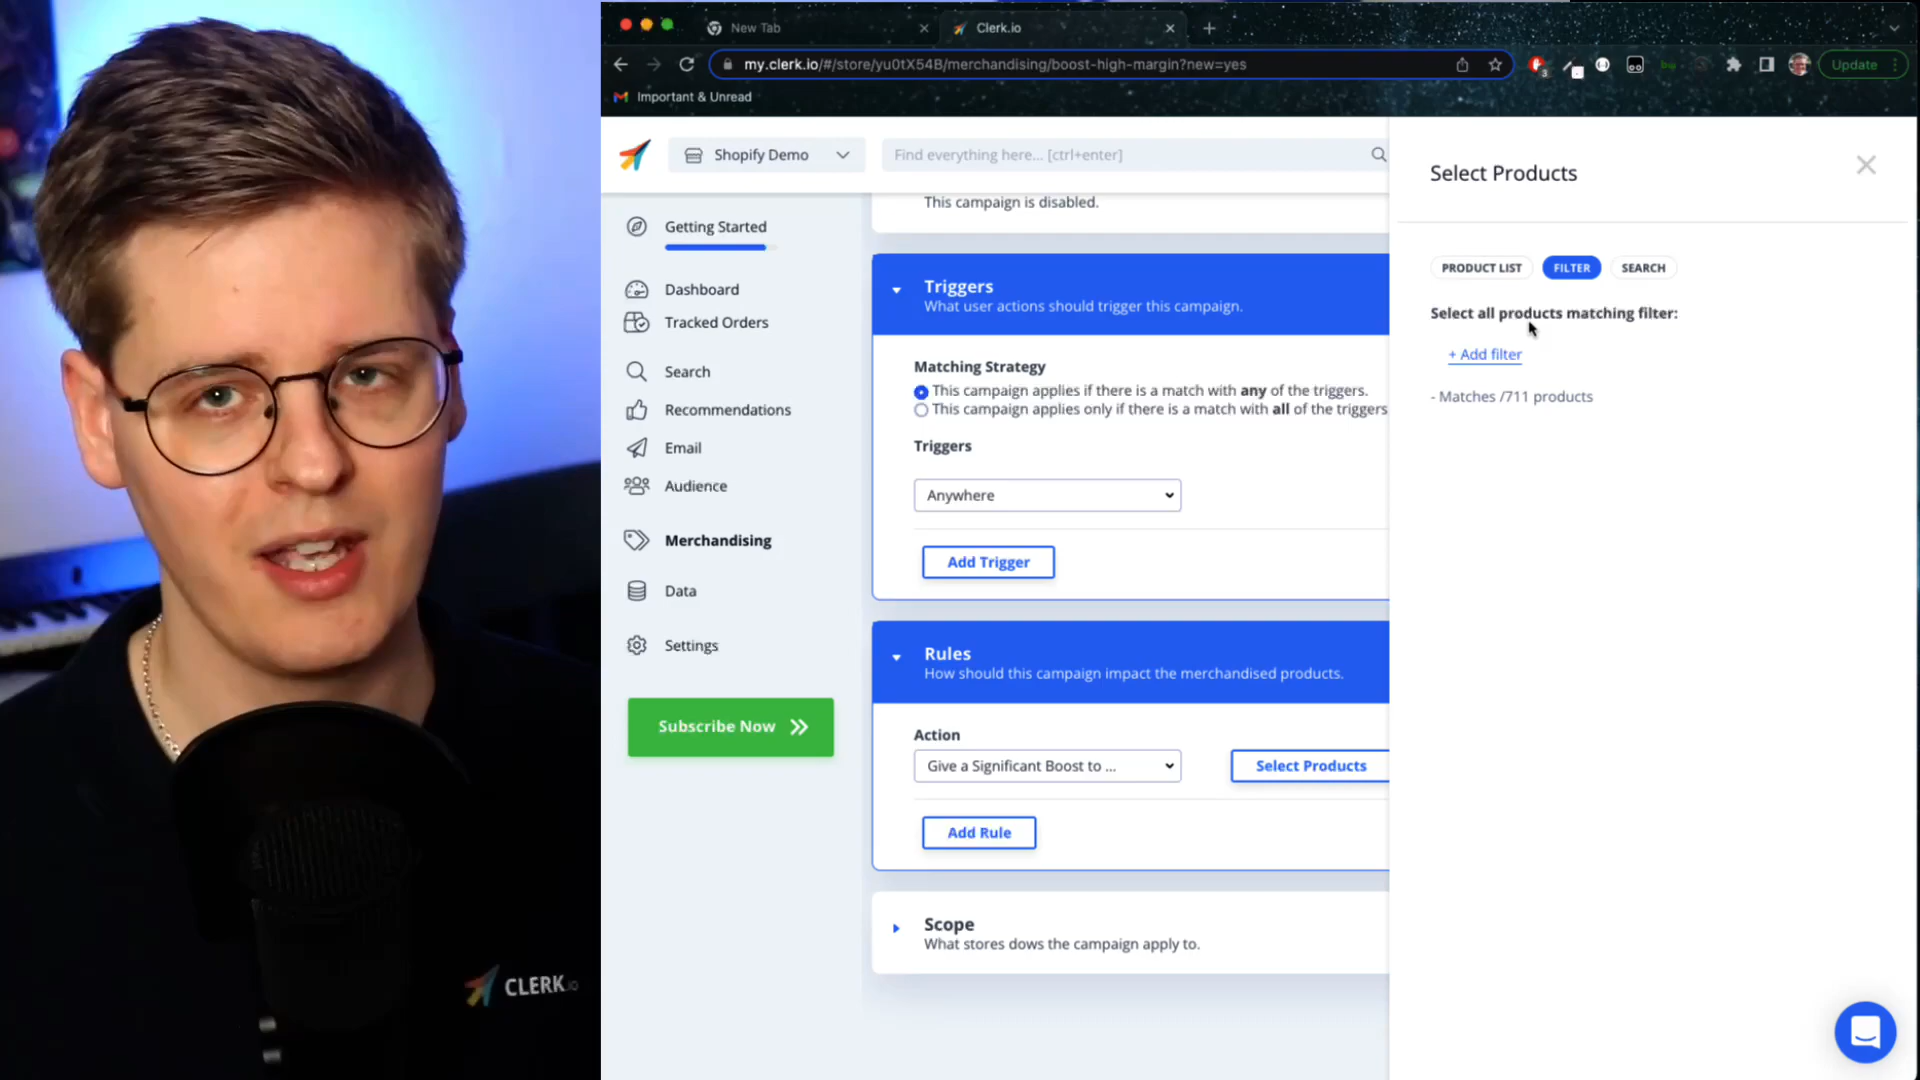 New Tab
Clerk.io
my.clerk.io/#/store/yu0tX54B/merchandising/boost-high-margin?new=yes
3
Update
Important & Unread
Shopify Demo
Find everything here... [ctrl+enter]
Getting Started
Dashboard
Tracked Orders
Search
Recommendations
Email
Audience
Merchandising
Data
Settings
Subscribe Now
This campaign is disabled.
Triggers
What user actions should trigger this campaign.
Matching Strategy
This campaign applies if there is a match with any of the triggers.
This campaign applies only if there is a match with all of the triggers
Triggers
Anywhere
Add Trigger
Rules
How should this campaign impact the merchandised products.
Action
Give a Significant Boost to ...
Select Products
Add Rule
Scope
What stores dows the campaign apply to.
Select Products
PRODUCT LIST
FILTER
SEARCH
Select all products matching filter:
+ Add filter
- Matches /711 products
CLERK.io